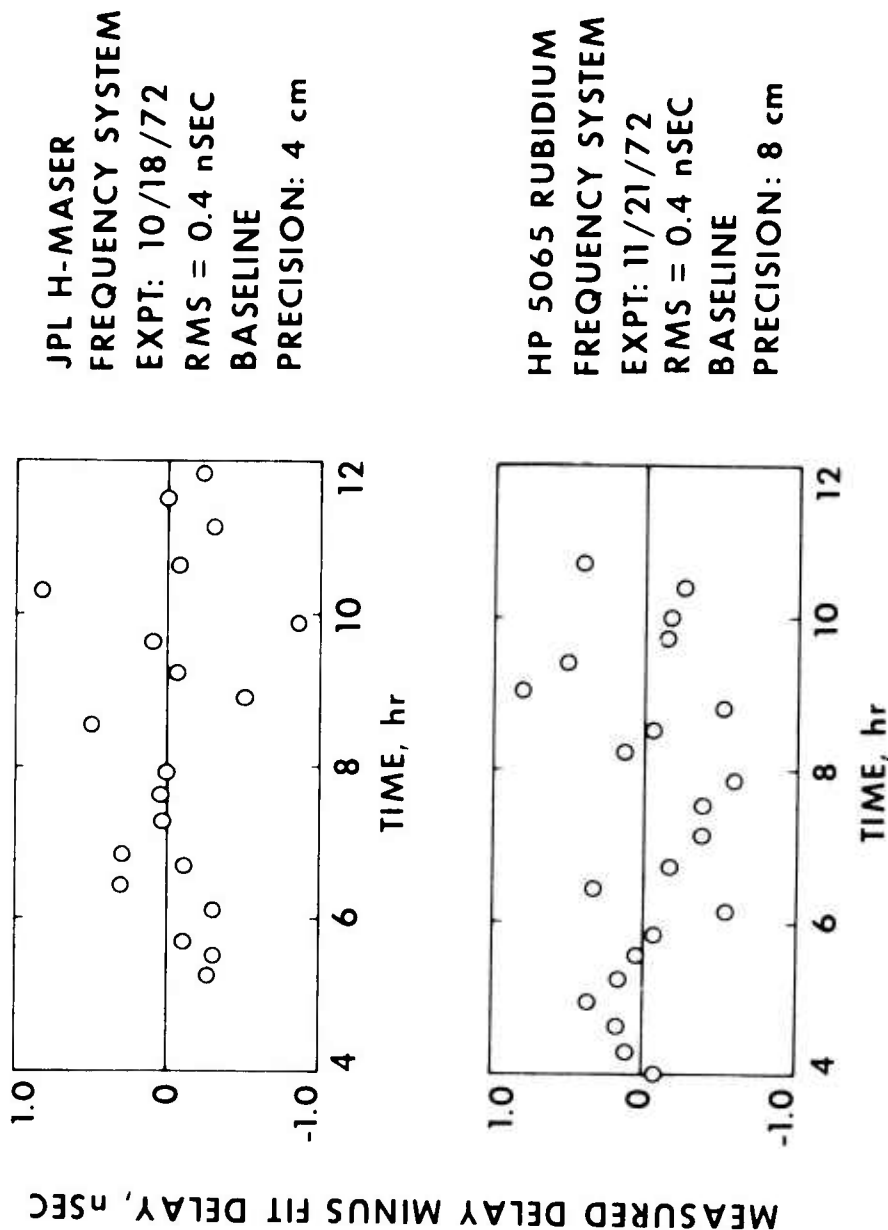 MEASURED DELAY MINUS FIT DELAY, nSEC
1.0
0
-1.0
4
6
8
10
12
TIME, hr
JPL H-MASER
FREQUENCY SYSTEM
EXPT: 10/18/72
RMS = 0.4 nSEC
BASELINE
PRECISION: 4 cm
1.0
0
-1.0
4
6
8
10
12
TIME, hr
HP 5065 RUBIDIUM
FREQUENCY SYSTEM
EXPT: 11/21/72
RMS = 0.4 nSEC
BASELINE
PRECISION: 8 cm